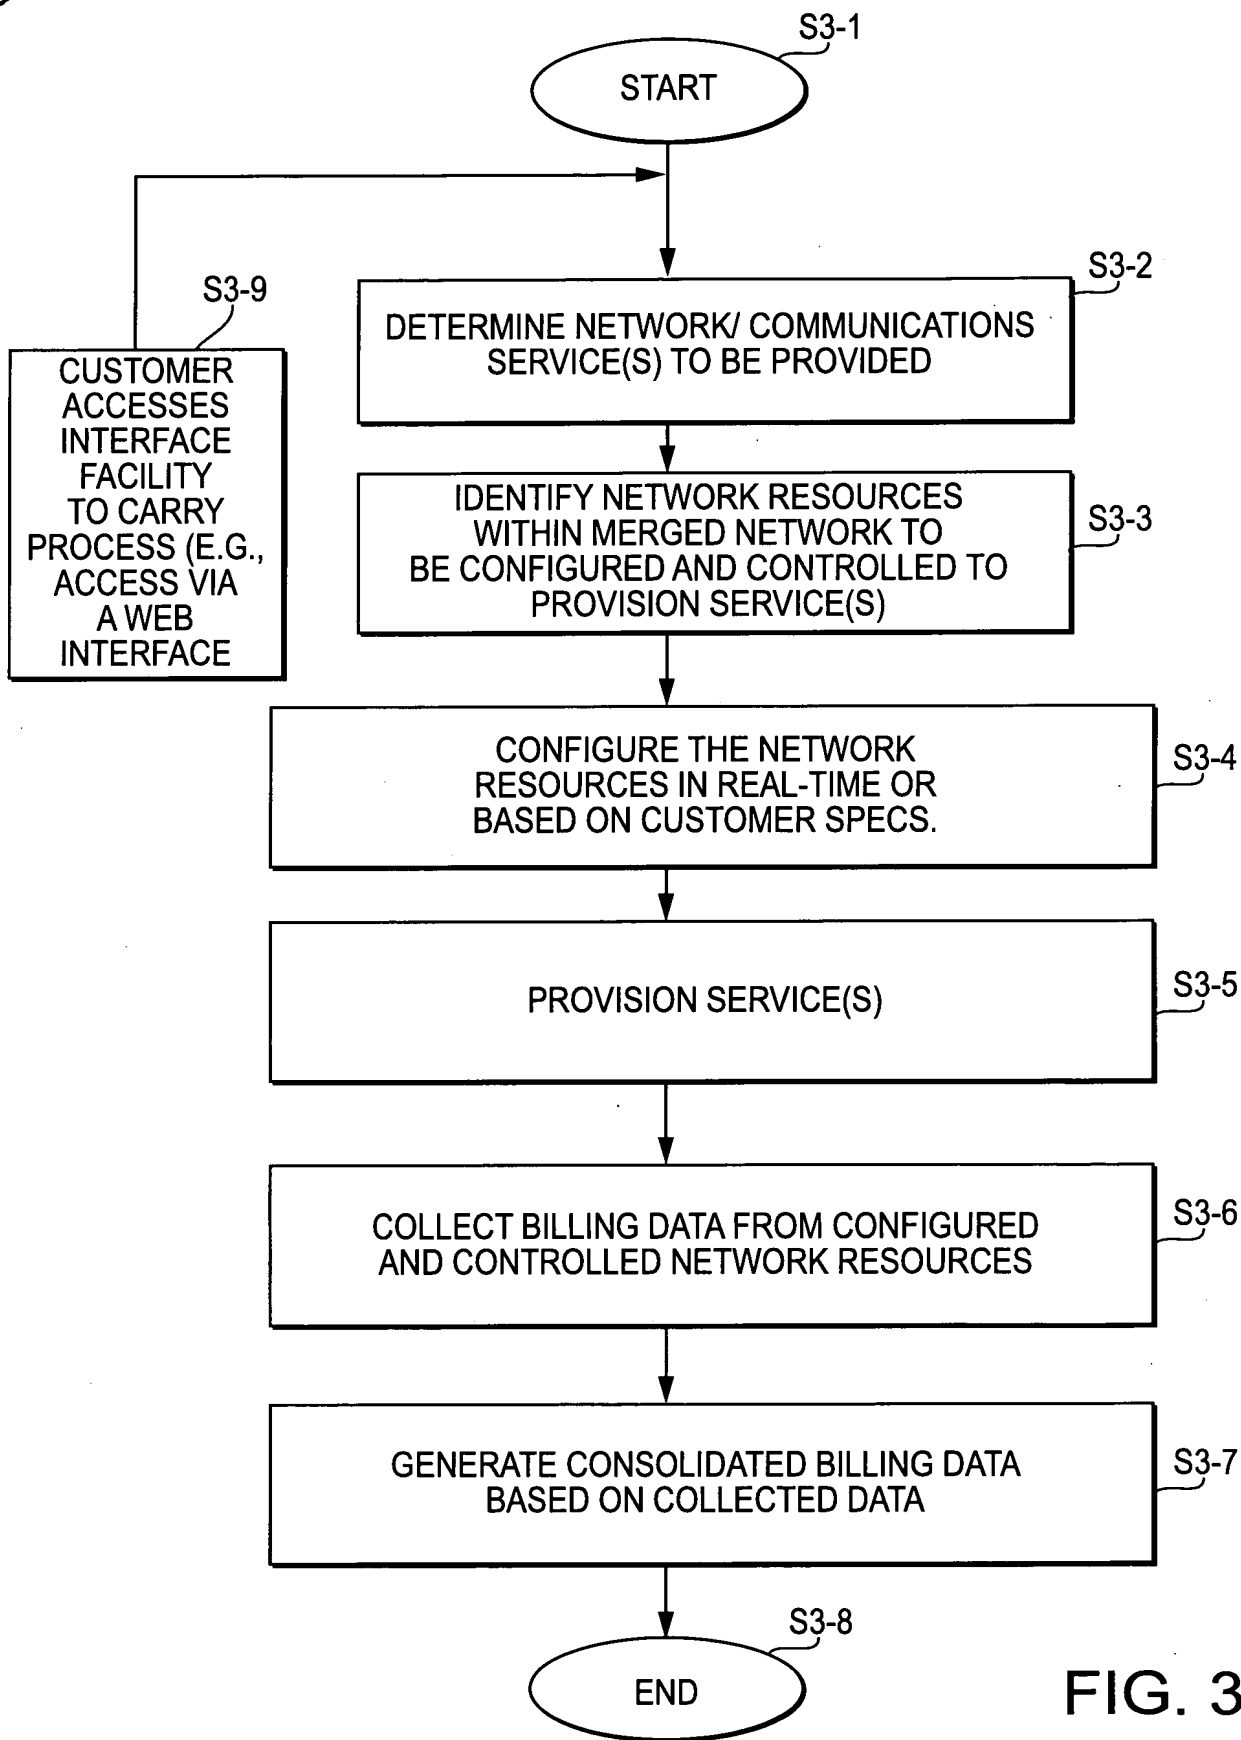 S3-1
START
S3-2
DETERMINE NETWORK/ COMMUNICATIONS
SERVICE(S) TO BE PROVIDED
S3-9
CUSTOMER
ACCESSES
INTERFACE
FACILITY
TO CARRY
PROCESS (E.G.,
ACCESS VIA
A WEB
INTERFACE
IDENTIFY NETWORK RESOURCES
WITHIN MERGED NETWORK TO
BE CONFIGURED AND CONTROLLED TO
PROVISION SERVICE(S)
S3-3
CONFIGURE THE NETWORK
RESOURCES IN REAL-TIME OR
BASED ON CUSTOMER SPECS.
S3-4
PROVISION SERVICE(S)
S3-5
COLLECT BILLING DATA FROM CONFIGURED
AND CONTROLLED NETWORK RESOURCES
S3-6
GENERATE CONSOLIDATED BILLING DATA
BASED ON COLLECTED DATA
S3-7
S3-8
END
FIG. 3